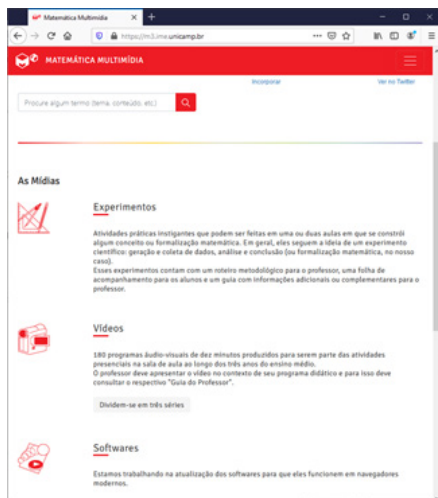 Matemática Multimídia
https://m3.ime.unicamp.br
MATEMÁTICA MULTIMÍDIA
Incorporar
Ver no Twitter
Procure algum termo (tema, conteúdo, etc.)
As Mídias
Experimentos
Atividades práticas instigantes que podem ser feitas em uma ou duas aulas em que se constrói
algum conceito ou formalização matemática. Em geral, eles seguem a ideia de um experimento
científico: geração e coleta de dados, análise e conclusão (ou formalização matemática, no nosso
caso).
Esses experimentos contam com um roteiro metodológico para o professor, uma folha de
acompanhamento para os alunos e um guia com informações adicionais ou complementares para o
professor.
Vídeos
180 programas áudio-visuais de dez minutos produzidos para serem parte das atividades
presenciais na sala de aula ao longo dos três anos do ensino médio.
O professor deve apresentar o vídeo no contexto de seu programa didático e para isso deve
consultar o respectivo "Guia do Professor".
Dividem-se em três séries
Softwares
Estamos trabalhando na atualização dos softwares para que eles funcionem em navegadores
modernos.